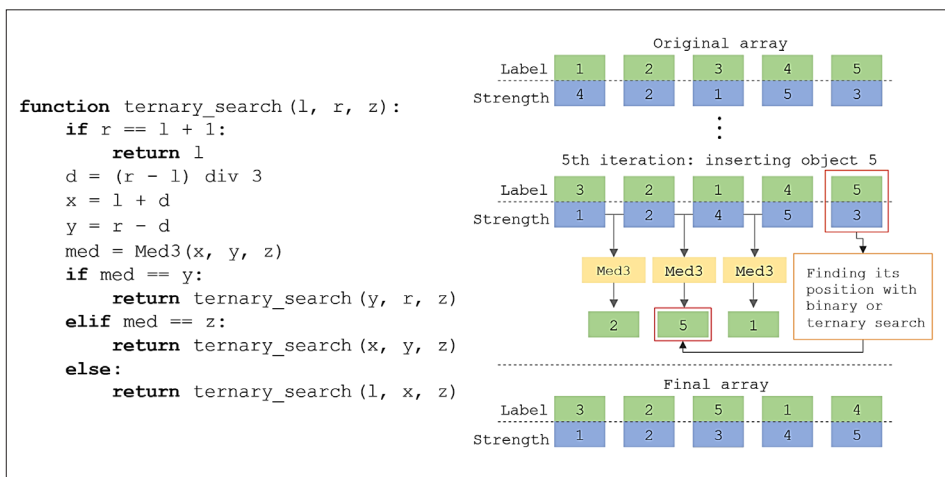 function ternary_search(l, r, z):
    if r == l + 1:
        return l
    d = (r - l) div 3
    x = l + d
    y = r - d
    med = Med3(x, y, z)
    if med == y:
        return ternary_search(y, r, z)
    elif med == z:
        return ternary_search(x, y, z)
    else:
        return ternary_search(l, x, z)
Original array
Label 1 2 3 4 5
Strength 4 2 1 5 3
5th iteration: inserting object 5
Label 3 2 1 4 5
Strength 1 2 4 5 3
Med3 Med3 Med3
2 5 1
Finding its
position with
binary or
ternary search
Final array
Label 3 2 5 1 4
Strength 1 2 3 4 5